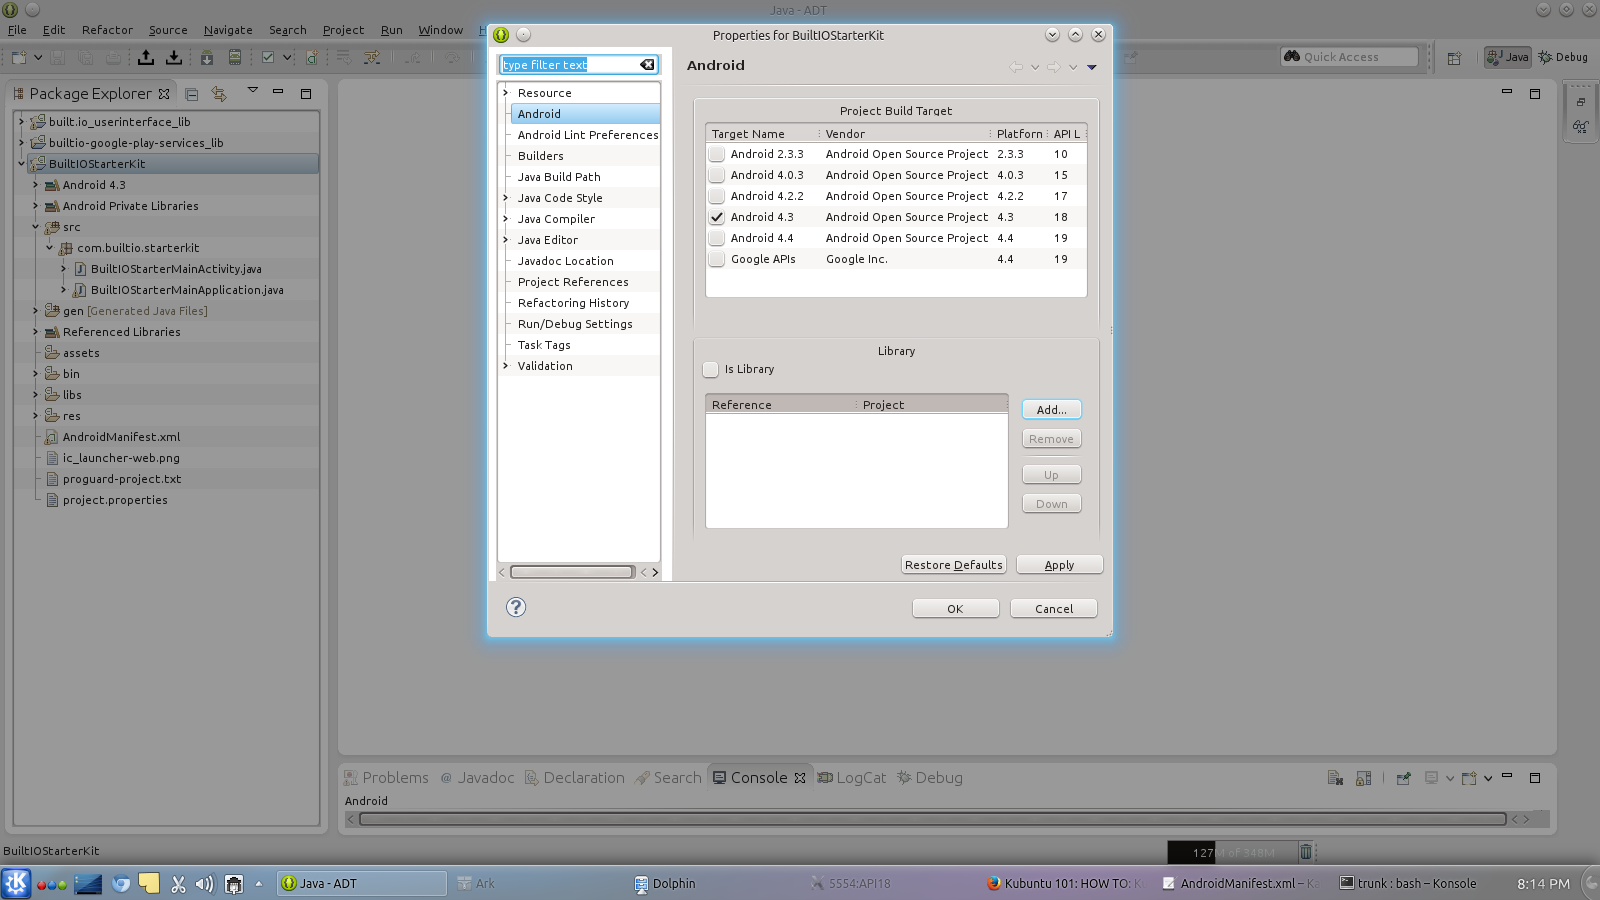 Java - ADT
File Edit Refactor Source Navigate Search Project Run Window
Quick Access
Java
Debug
Package Explorer
built.io_userinterface_lib
builtio-google-play-services_lib
BuiltIOStarterKit
Android 4.3
Android Private Libraries
src
com.builtio.starterkit
BuiltIOStarterMainActivity.java
BuiltIOStarterMainApplication.java
gen [Generated Java Files]
Referenced Libraries
assets
bin
libs
res
AndroidManifest.xml
ic_launcher-web.png
proguard-project.txt
project.properties
Properties for BuiltIOStarterKit
type filter text
Resource
Android
Android Lint Preferences
Builders
Java Build Path
Java Code Style
Java Compiler
Java Editor
Javadoc Location
Project References
Refactoring History
Run/Debug Settings
Task Tags
Validation
Android
Project Build Target
Target Name Vendor Platform API L
Android 2.3.3 Android Open Source Project 2.3.3 10
Android 4.0.3 Android Open Source Project 4.0.3 15
Android 4.2.2 Android Open Source Project 4.2.2 17
Android 4.3 Android Open Source Project 4.3 18
Android 4.4 Android Open Source Project 4.4 19
Google APIs Google Inc. 4.4 19
Library
Is Library
Reference Project
Add...
Remove
Up
Down
Restore Defaults Apply
? OK Cancel
Problems @ Javadoc Declaration Search Console LogCat Debug
Android
BuiltIOStarterKit
127M of 348M
Java - ADT Ark Dolphin 5554:API18 Kubuntu 101: HOW TO: K AndroidManifest.xml – Ka trunk : bash – Konsole 8:14 PM